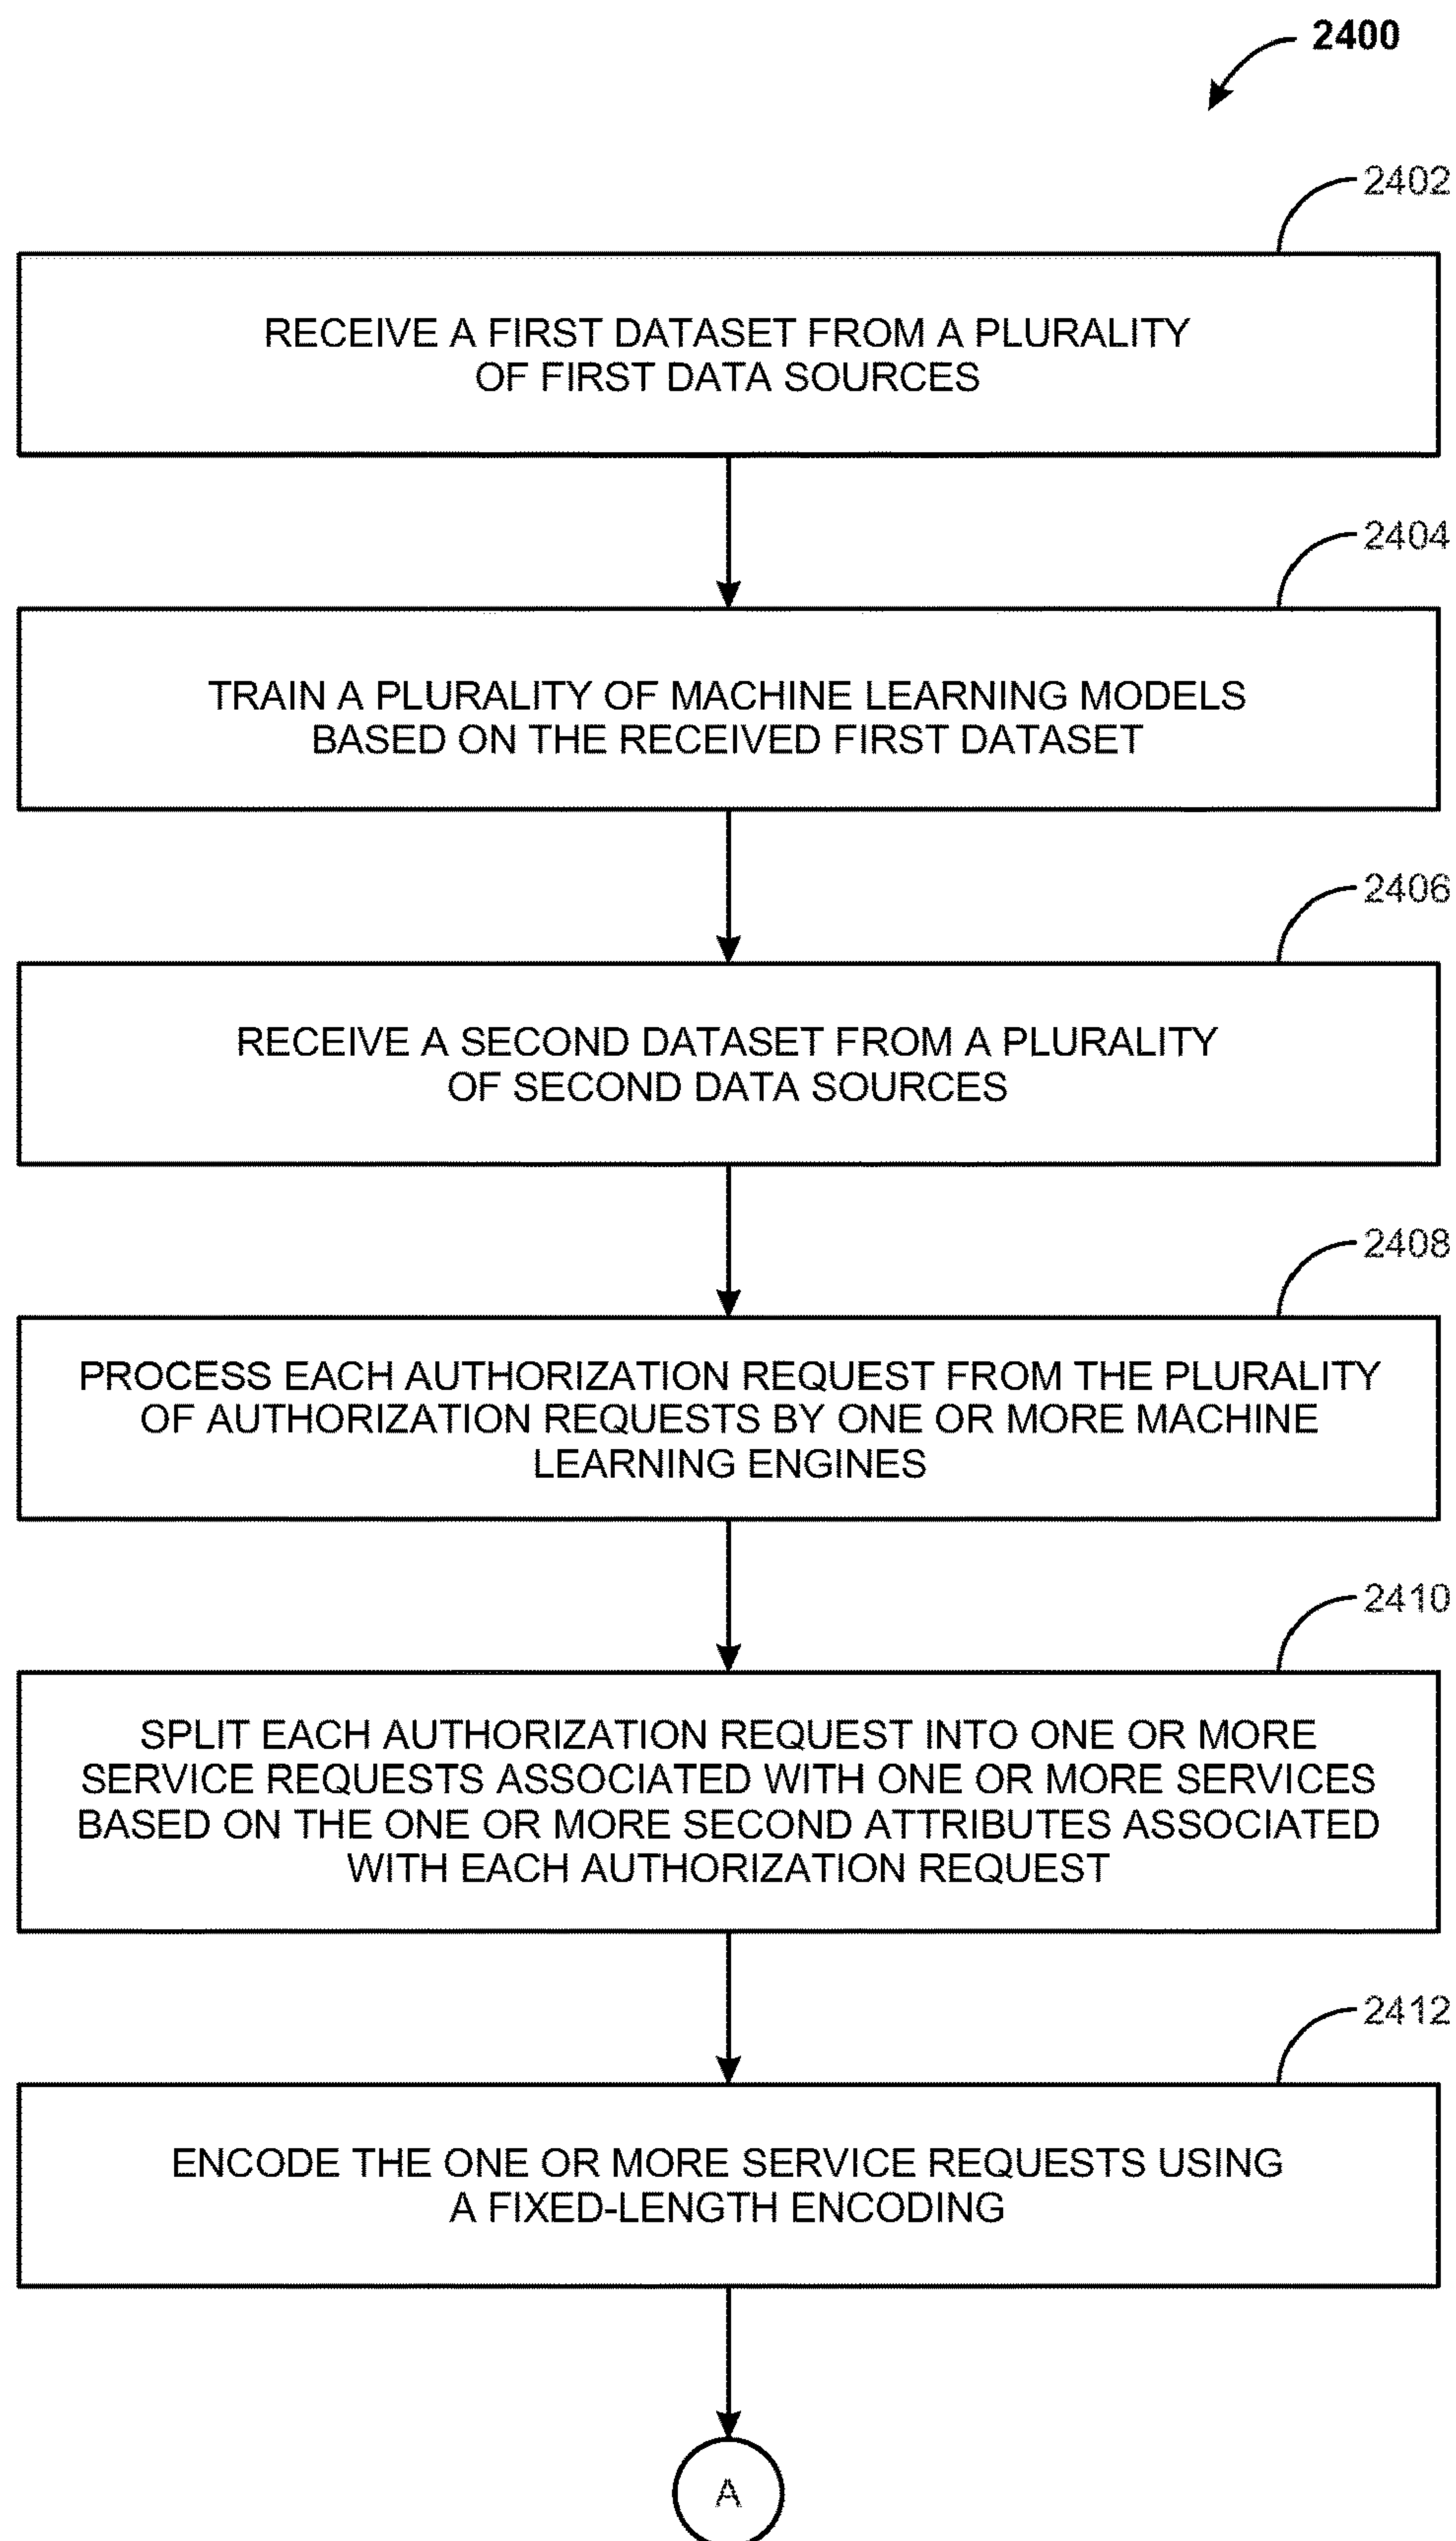 2400
2402
RECEIVE A FIRST DATASET FROM A PLURALITY
OF FIRST DATA SOURCES
2404
TRAIN A PLURALITY OF MACHINE LEARNING MODELS
BASED ON THE RECEIVED FIRST DATASET
2406
RECEIVE A SECOND DATASET FROM A PLURALITY
OF SECOND DATA SOURCES
2408
PROCESS EACH AUTHORIZATION REQUEST FROM THE PLURALITY
OF AUTHORIZATION REQUESTS BY ONE OR MORE MACHINE
LEARNING ENGINES
2410
SPLIT EACH AUTHORIZATION REQUEST INTO ONE OR MORE
SERVICE REQUESTS ASSOCIATED WITH ONE OR MORE SERVICES
BASED ON THE ONE OR MORE SECOND ATTRIBUTES ASSOCIATED
WITH EACH AUTHORIZATION REQUEST
2412
ENCODE THE ONE OR MORE SERVICE REQUESTS USING
A FIXED-LENGTH ENCODING
A